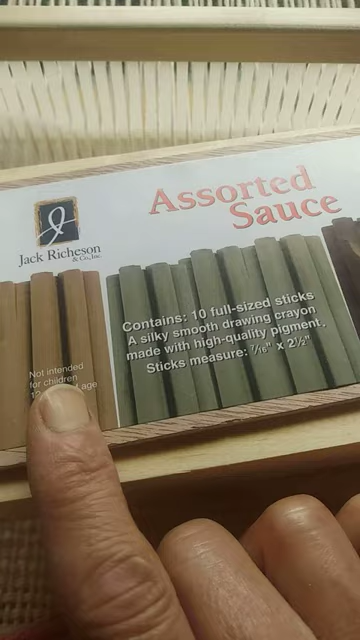 Assorted
Sauce
Jack Richeson
& Co., Inc.
Contains: 10 full-sized sticks
A silky smooth drawing crayon
made with high-quality pigment.
Sticks measure: 7/16" x 2½"
Not intended
for children
age